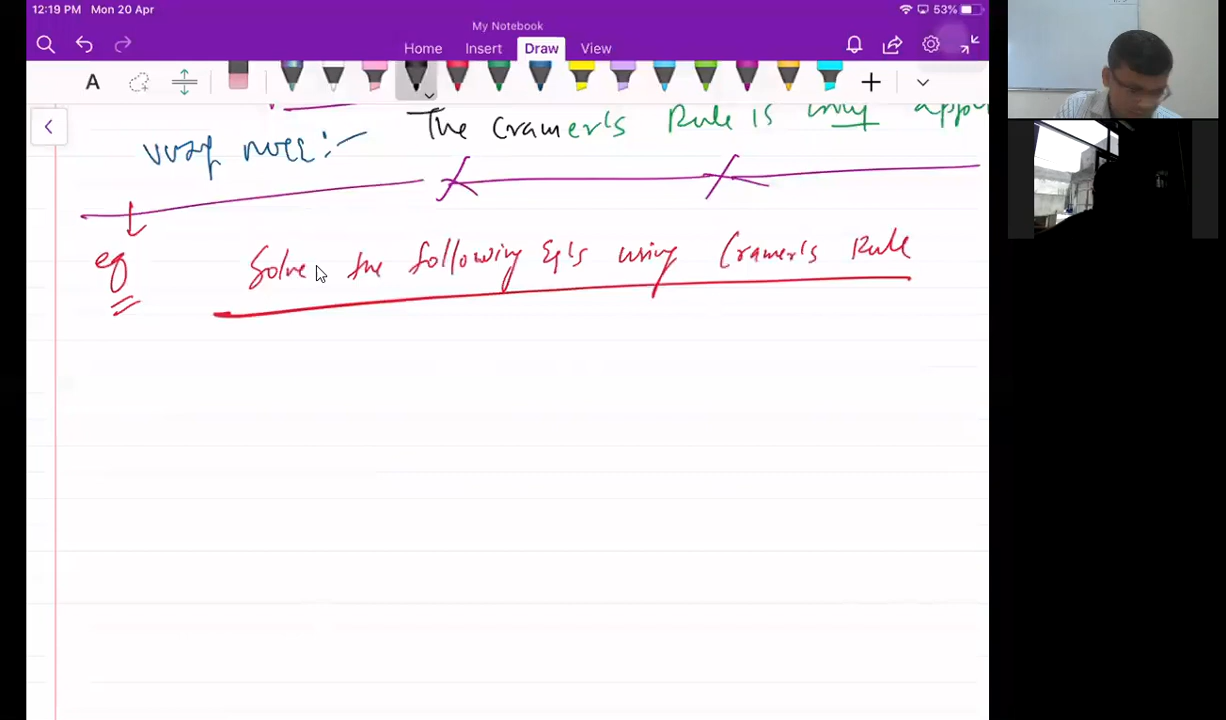 12:19 PM Mon 20 Apr
53%
My Notebook
Home Insert Draw View
A
The Cramer's Rule is only
eg Solve the following Eq's using Cramer's Rule